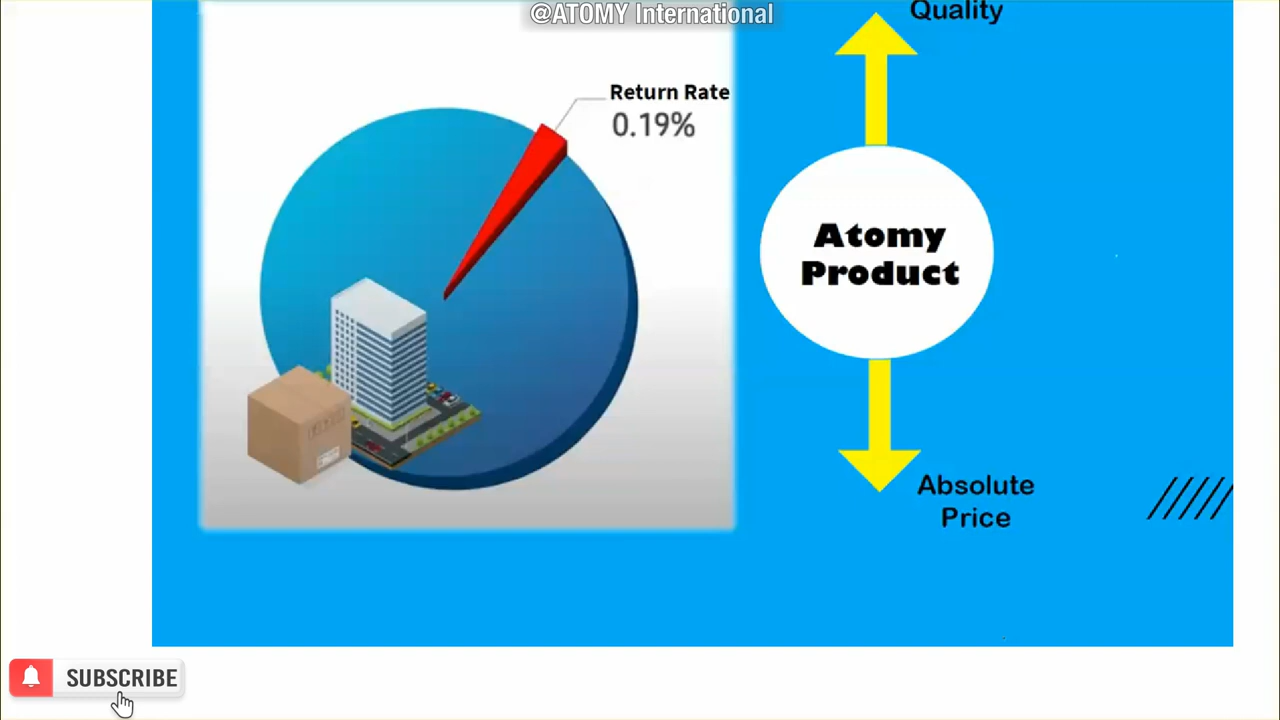 @ATOMY International
Quality
Return Rate
0.19%
Atomy
Product
Absolute
Price
SUBSCRIBE